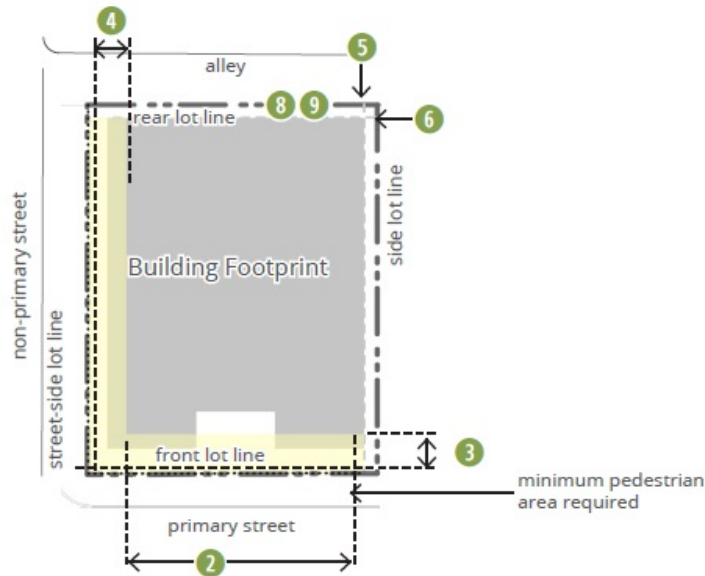 4
5
alley
rear lot line
8 9
6
side lot line
non-primary street
Building Footprint
street-side lot line
front lot line
3
minimum pedestrian
area required
primary street
2